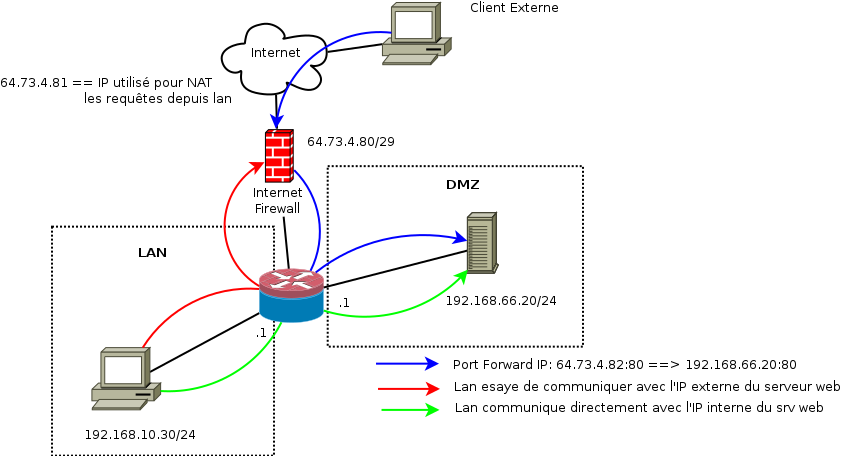 Client Externe
Internet
64.73.4.81 == IP utilisé pour NAT
les requêtes depuis lan
64.73.4.80/29
Internet
Firewall
DMZ
LAN
192.168.66.20/24
.1
.1
Port Forward IP: 64.73.4.82:80 ==> 192.168.66.20:80
Lan esaye de communiquer avec l'IP externe du serveur web
Lan communique directement avec l'IP interne du srv web
192.168.10.30/24